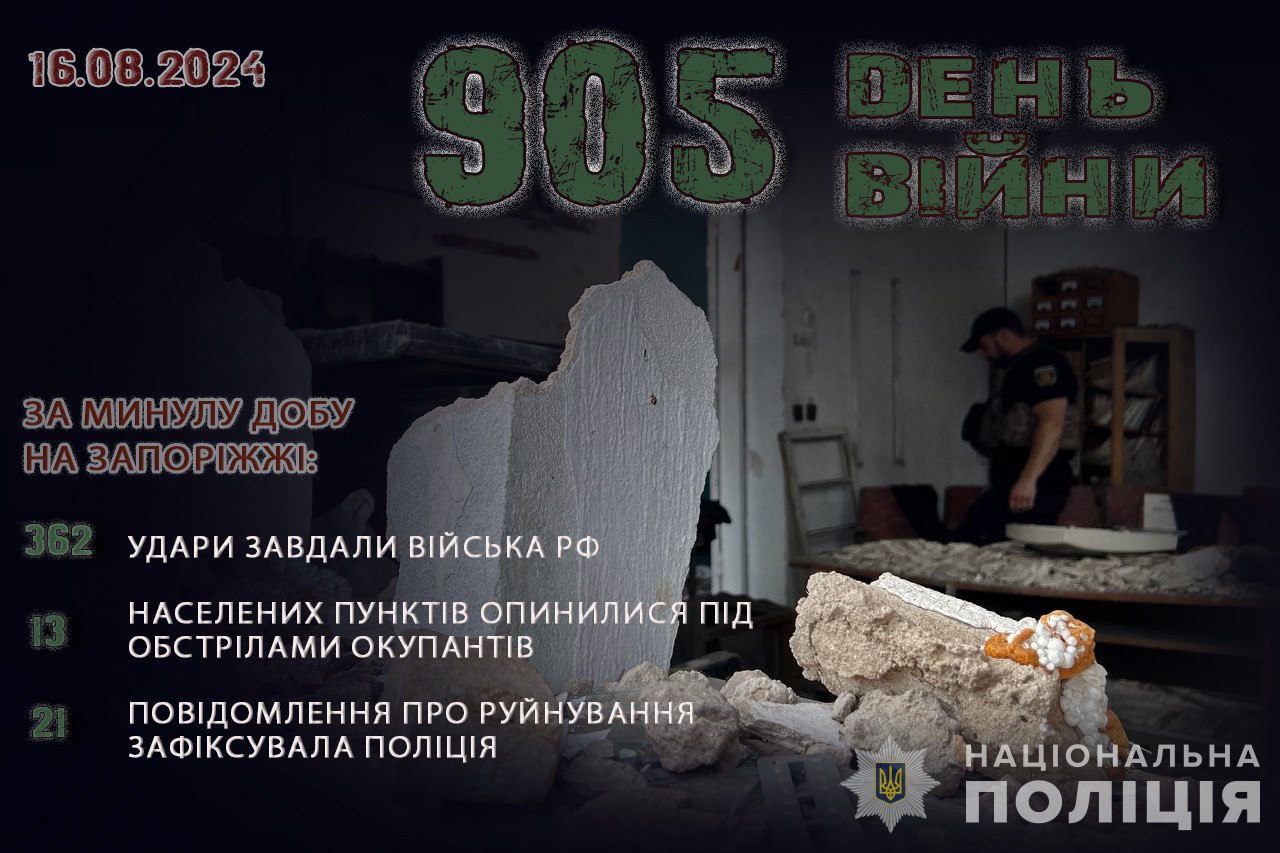 16.08.2024
905
ДЕНЬ
ВІЙНИ
ЗА МИНУЛУ ДОБУ
НА ЗАПОРІЖЖІ:
362
УДАРИ ЗАВДАЛИ ВІЙСЬКА РФ
13
НАСЕЛЕНИХ ПУНКТІВ ОПИНИЛИСЯ ПІД
ОБСТРІЛАМИ ОКУПАНТІВ
21
ПОВІДОМЛЕННЯ ПРО РУЙНУВАННЯ
ЗАФІКСУВАЛА ПОЛІЦІЯ
НАЦІОНАЛЬНА
ПОЛІЦІЯ